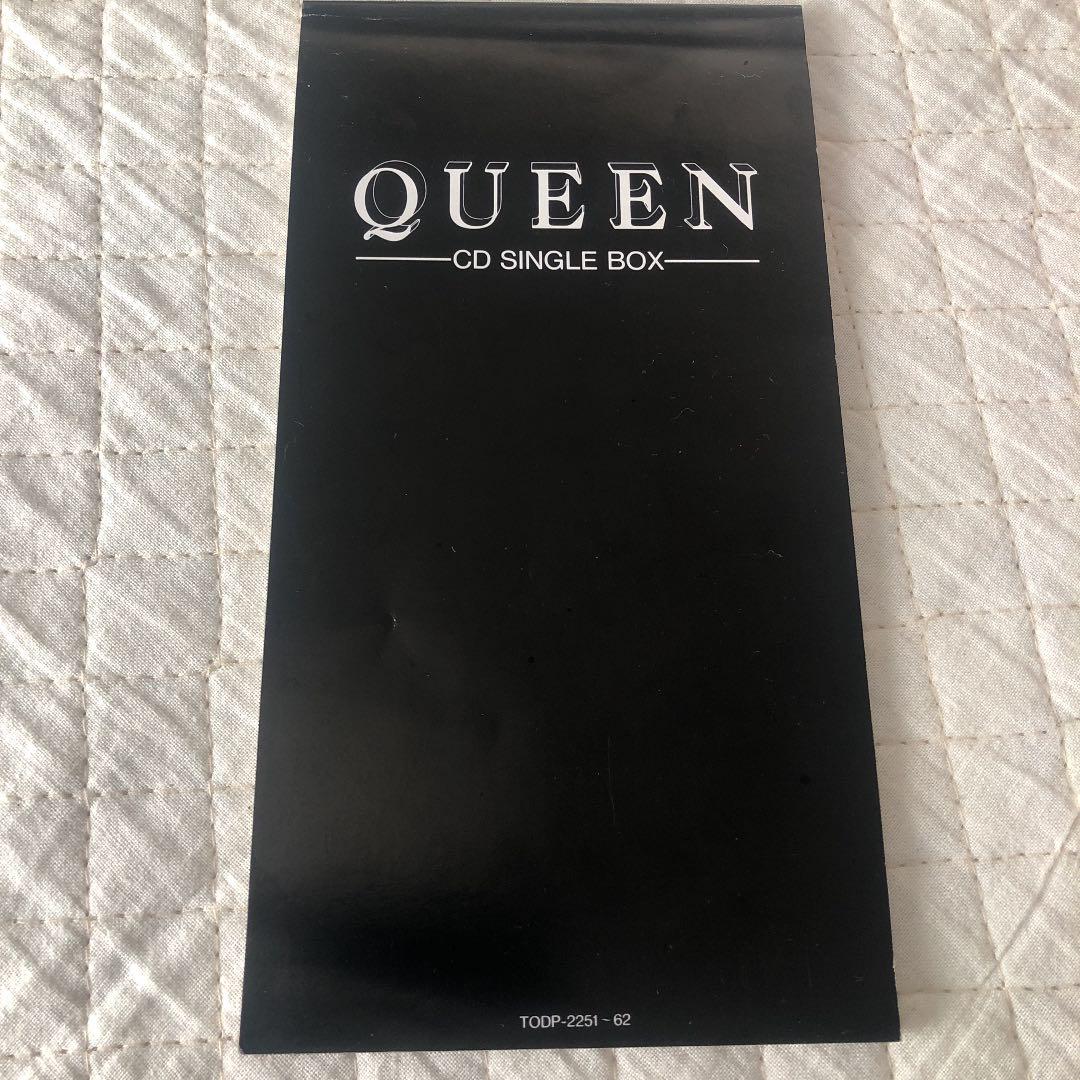 QUEEN
CD SINGLE BOX
TODP-2251~62